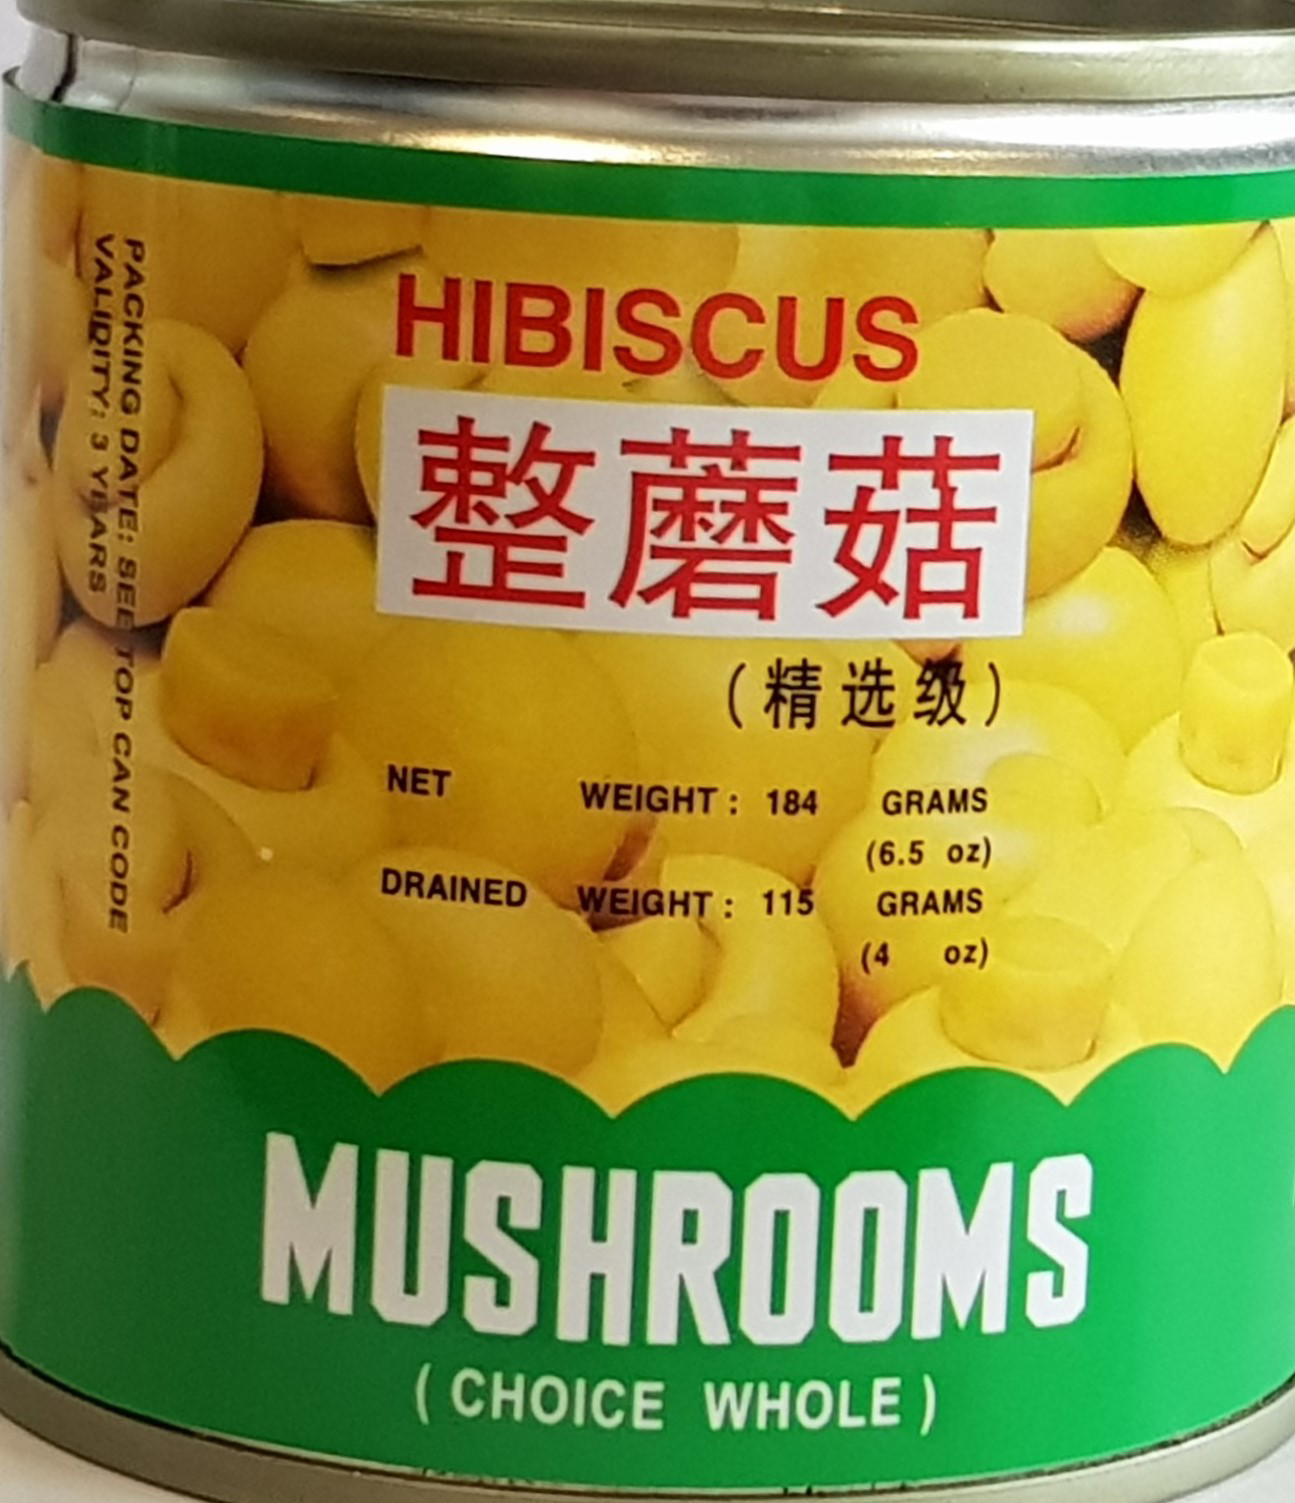 HIBISCUS
整蘑菇
(精选级)
NET WEIGHT : 184 GRAMS
(6.5 oz)
DRAINED WEIGHT : 115 GRAMS
(4 oz)
MUSHROOMS
( CHOICE WHOLE )
PACKING DATE: SEE TOP CAN CODE
VALIDITY: 3 YEARS